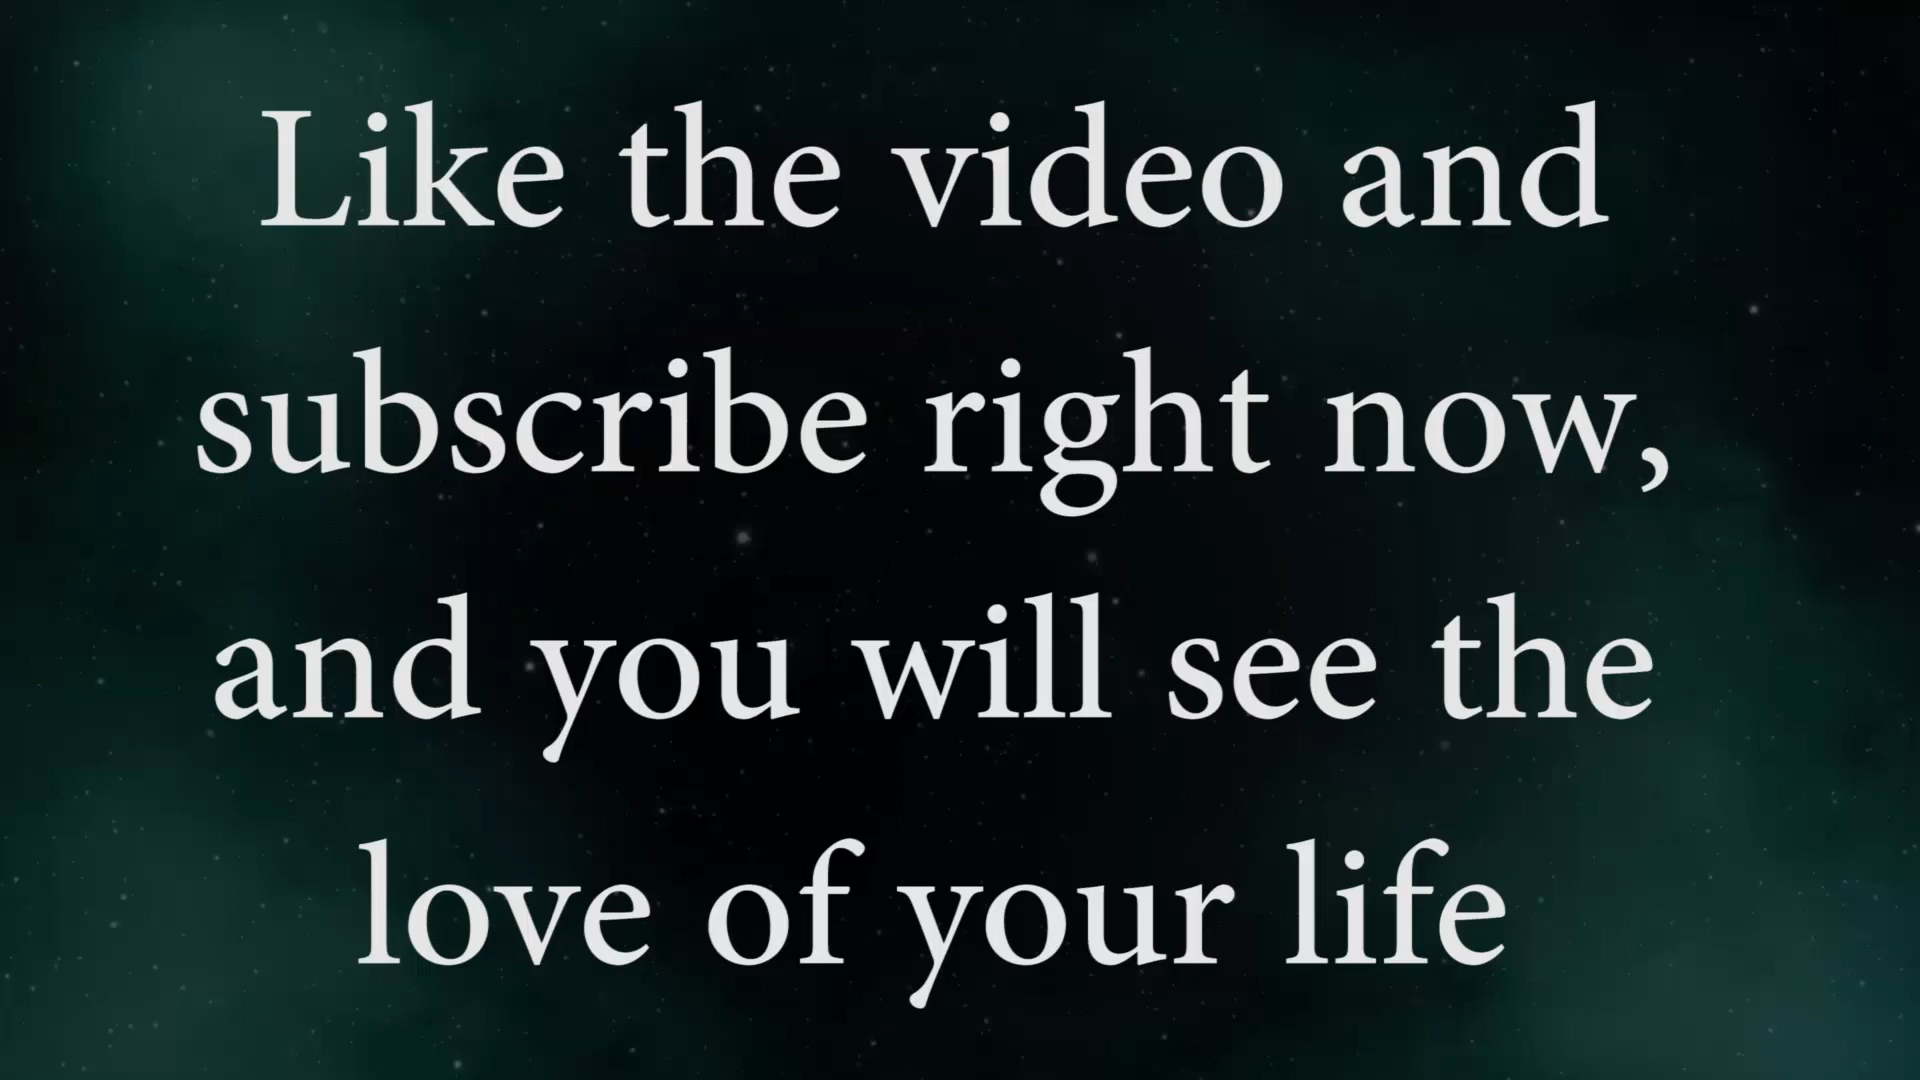 Like the video and
subscribe right now,
and you will see the
love of your life